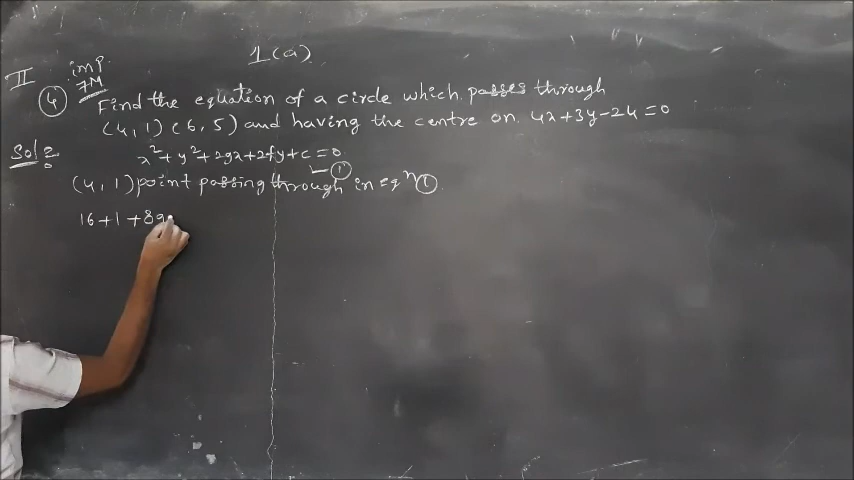 1(a)
II imp
7M
4 Find the equation of a circle which passes through
(4, 1) (6, 5) and having the centre on 4x+3y-24=0
Sol:
x²+y²+2gx+2fy+c=0 —①
(4, 1) point passing through in eqⁿ ①
16+1+8g